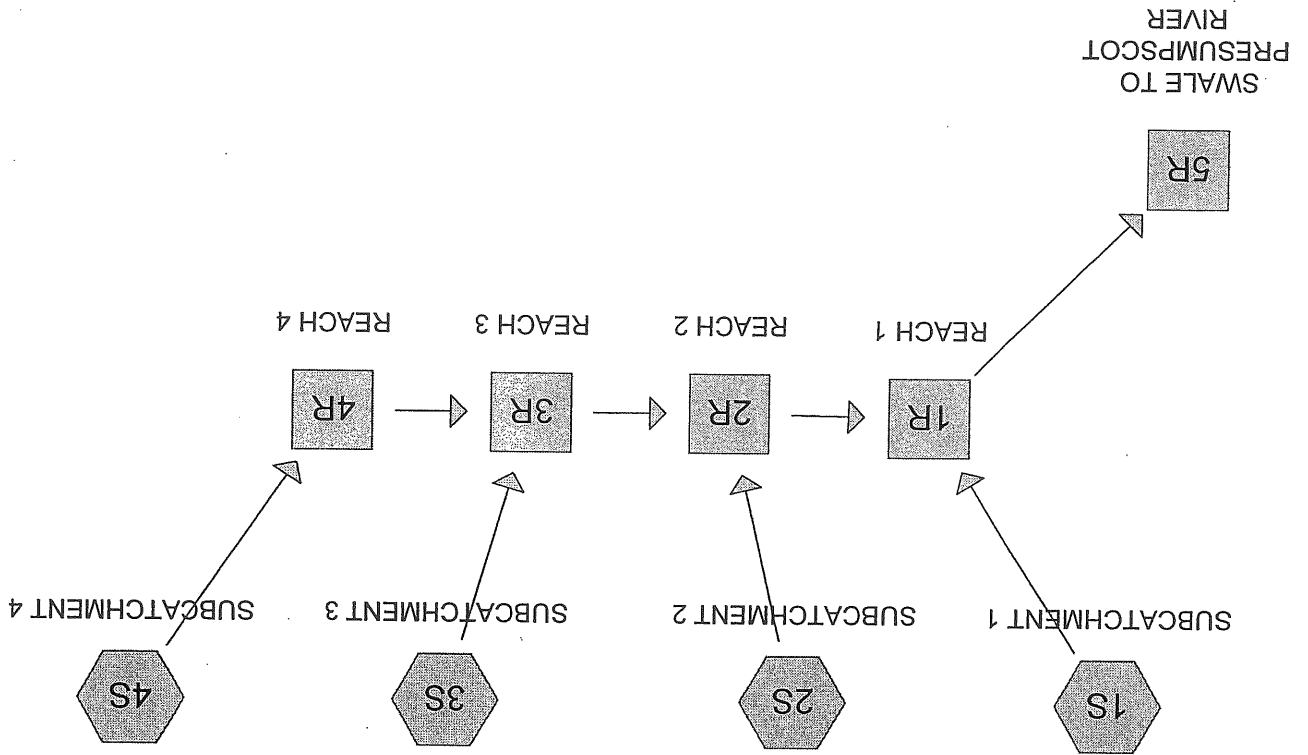 1S
2S
3S
4S
SUBCATCHMENT 1
SUBCATCHMENT 2
SUBCATCHMENT 3
SUBCATCHMENT 4
1R
2R
3R
4R
REACH 1
REACH 2
REACH 3
REACH 4
5R
SWALE TO
PRESUMPSCOT
RIVER